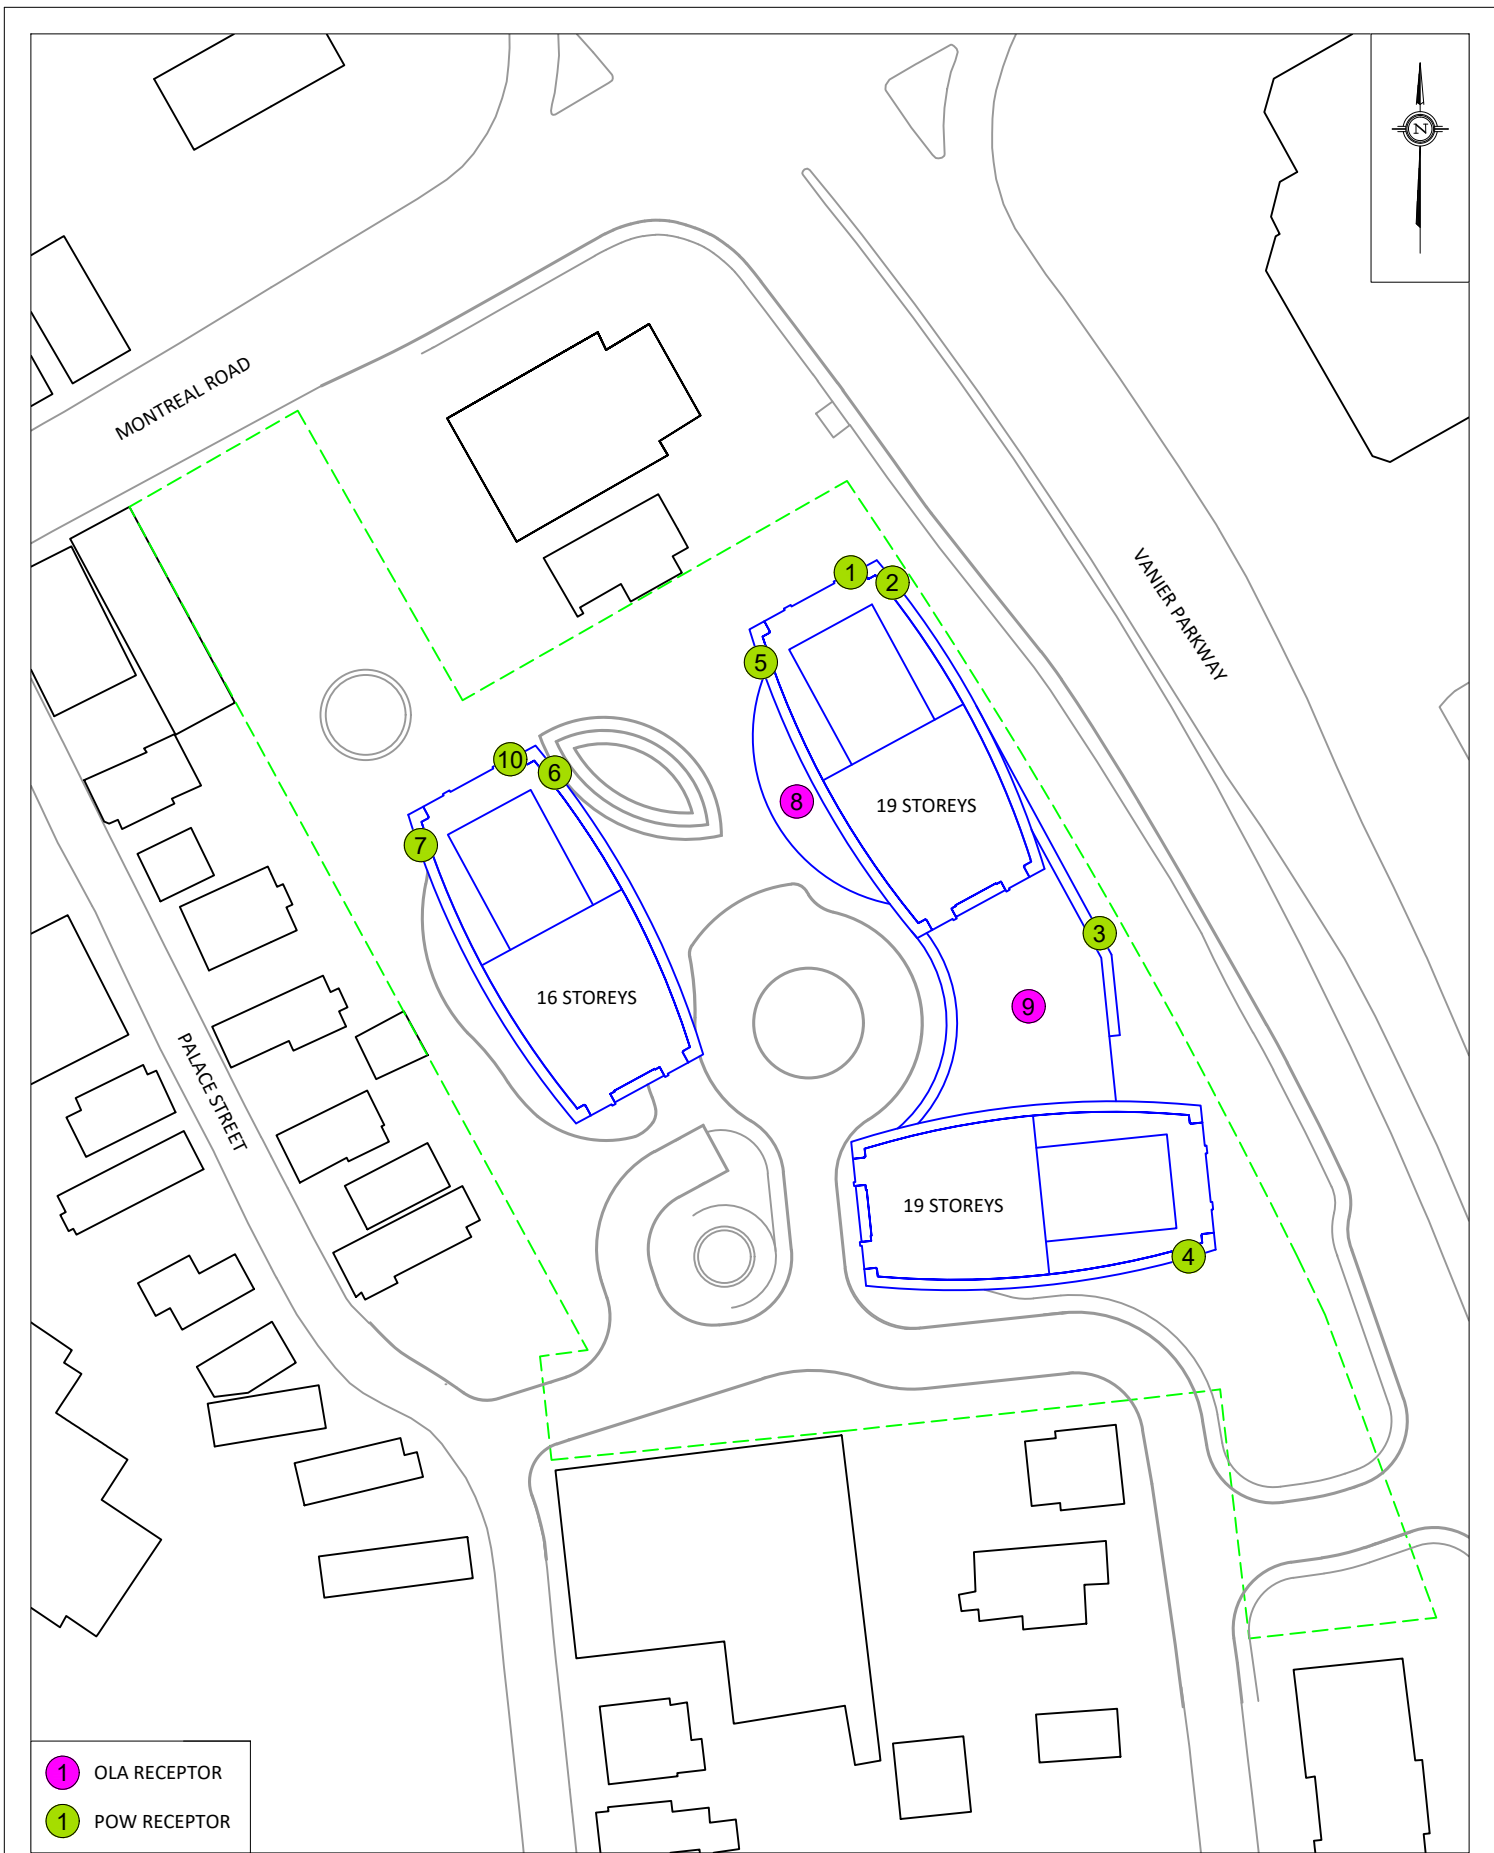 N
MONTREAL ROAD
VANIER PARKWAY
1
2
5
10
6
8
19 STOREYS
7
3
16 STOREYS
9
PALACE STREET
19 STOREYS
4
1 OLA RECEPTOR
1 POW RECEPTOR